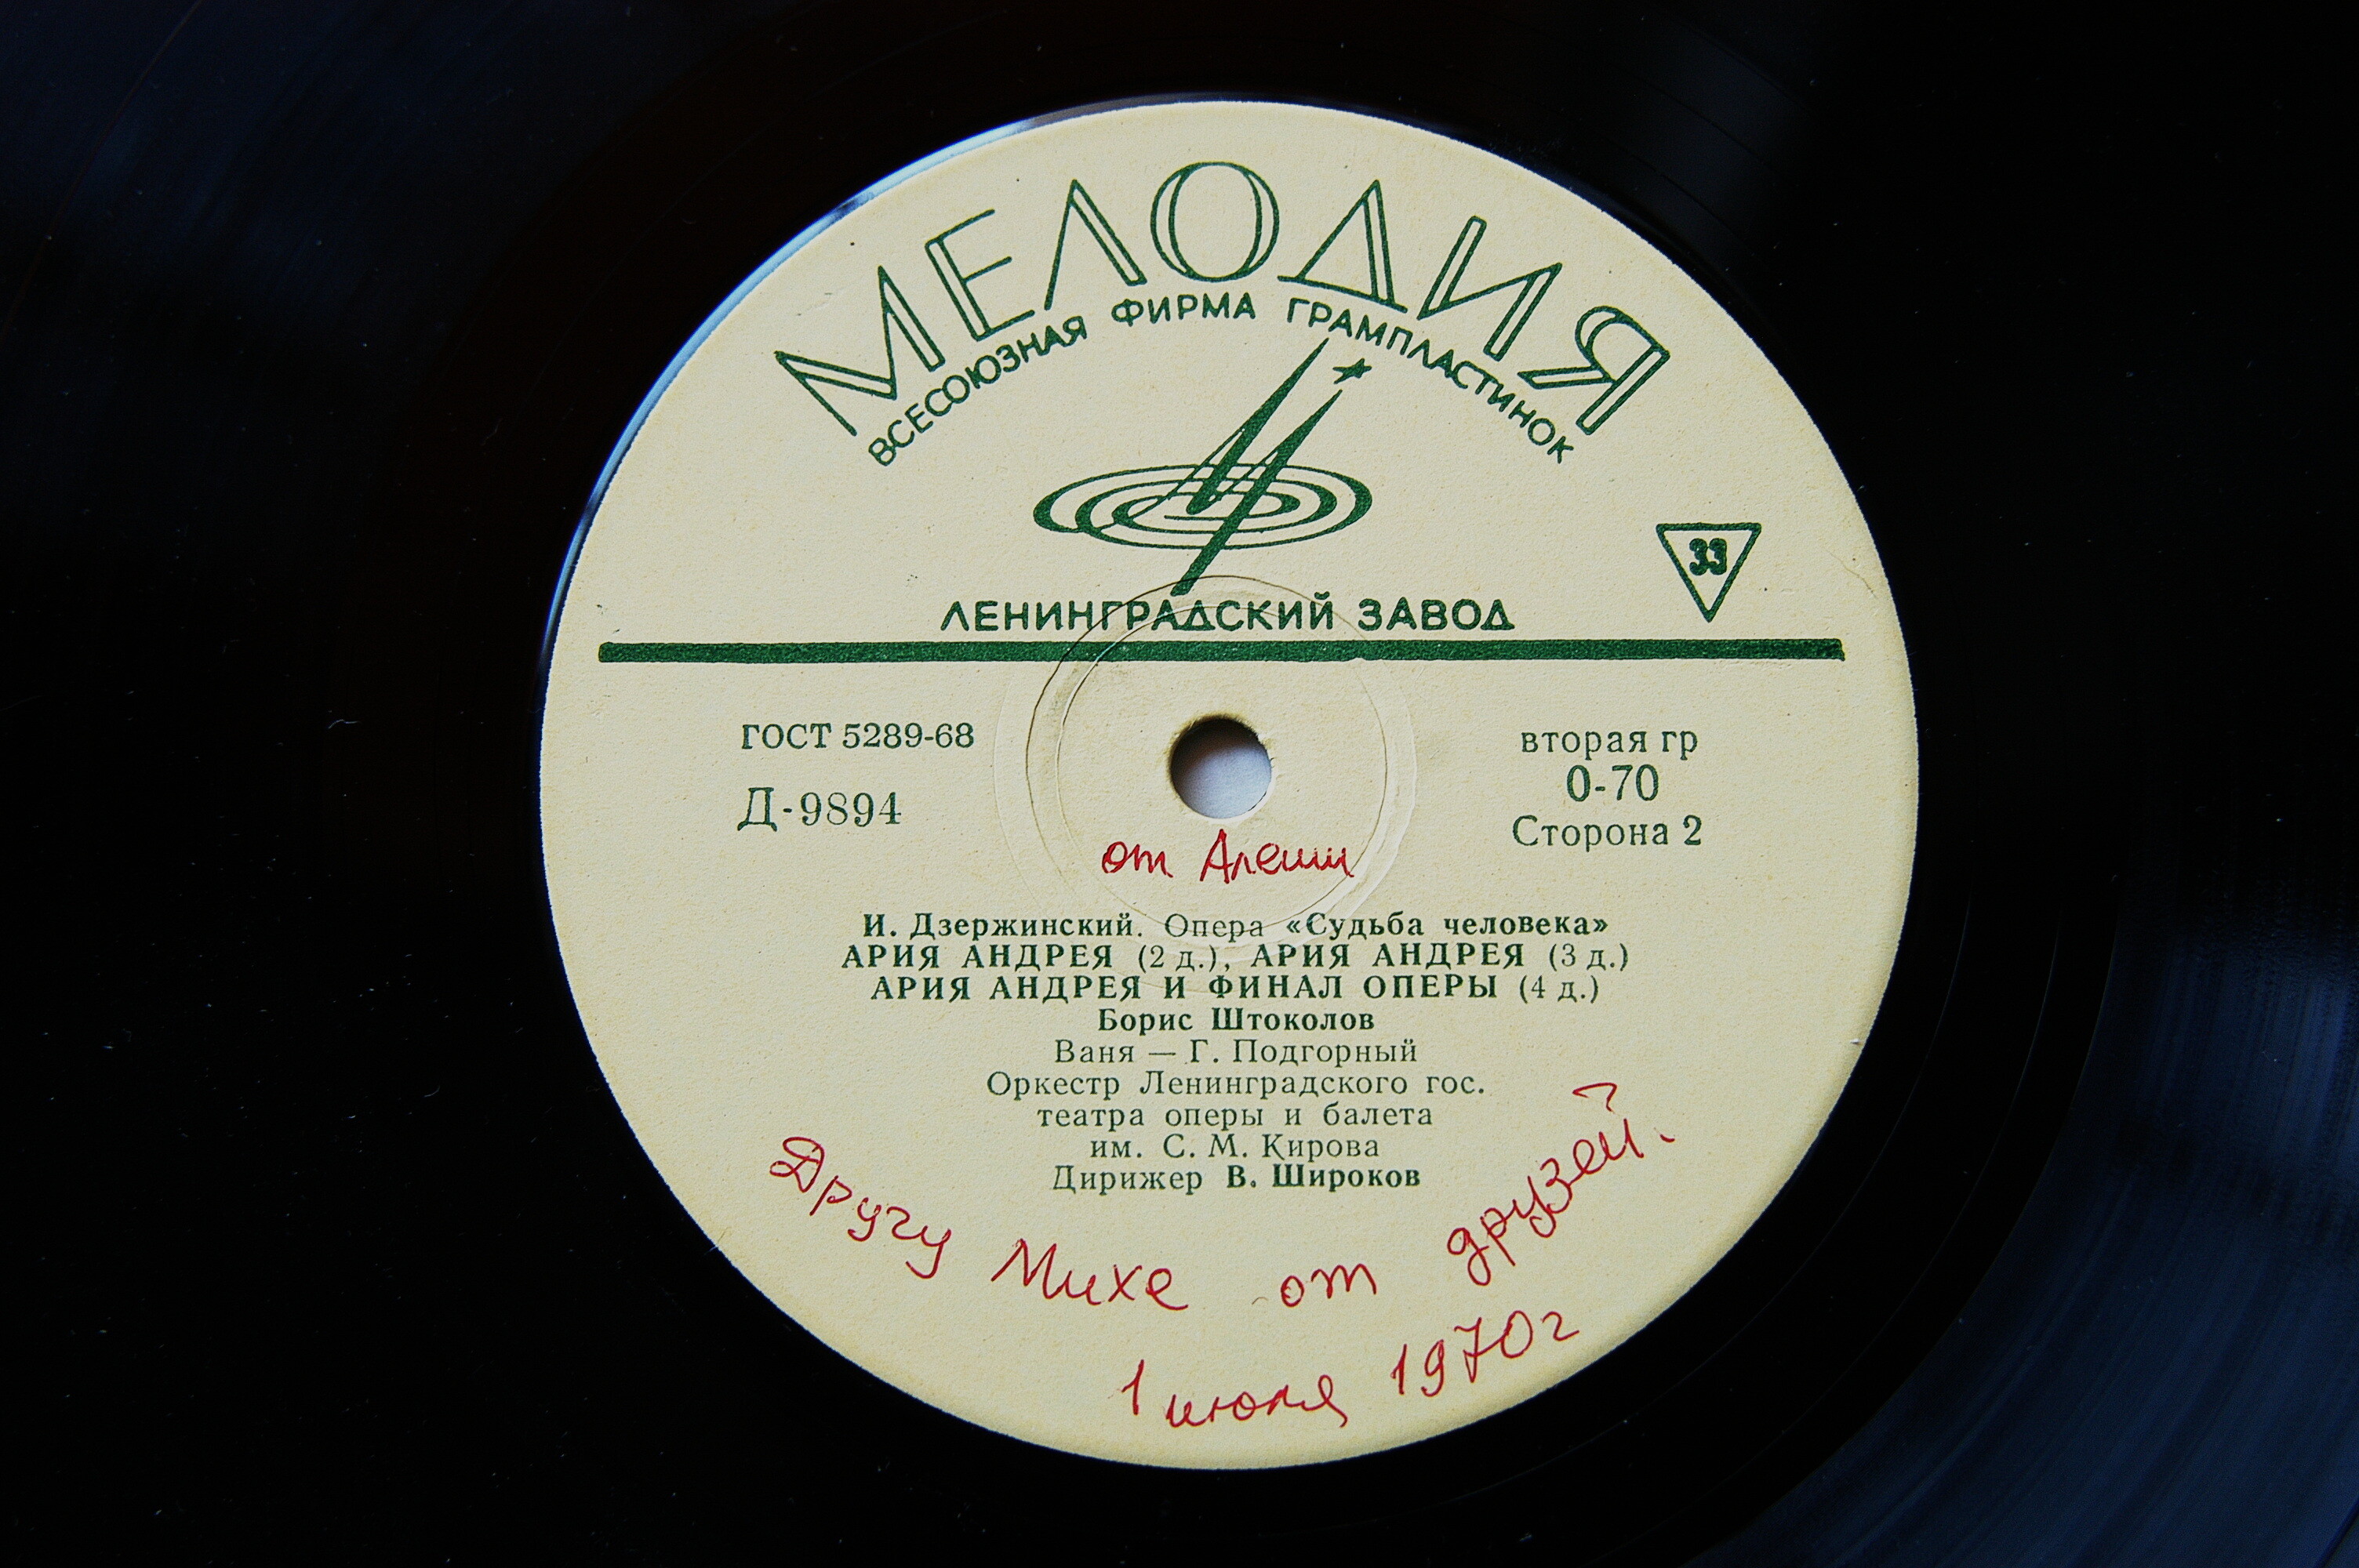 МЕЛОДИЯ
ВСЕСОЮЗНАЯ ФИРМА ГРАМПЛАСТИНОК
33
ЛЕНИНГРАДСКИЙ ЗАВОД
ГОСТ 5289-68
Д-9894
вторая гр
0-70
Сторона 2
от Алеши
И. Дзержинский. Опера «Судьба человека»
АРИЯ АНДРЕЯ (2 д.), АРИЯ АНДРЕЯ (3 д.)
АРИЯ АНДРЕЯ И ФИНАЛ ОПЕРЫ (4 д.)
Борис Штоколов
Ваня — Г. Подгорный
Оркестр Ленинградского гос.
театра оперы и балета
им. С. М. Кирова
Дирижер В. Широков
Другу Михе от друзей.
1 июля 1970г